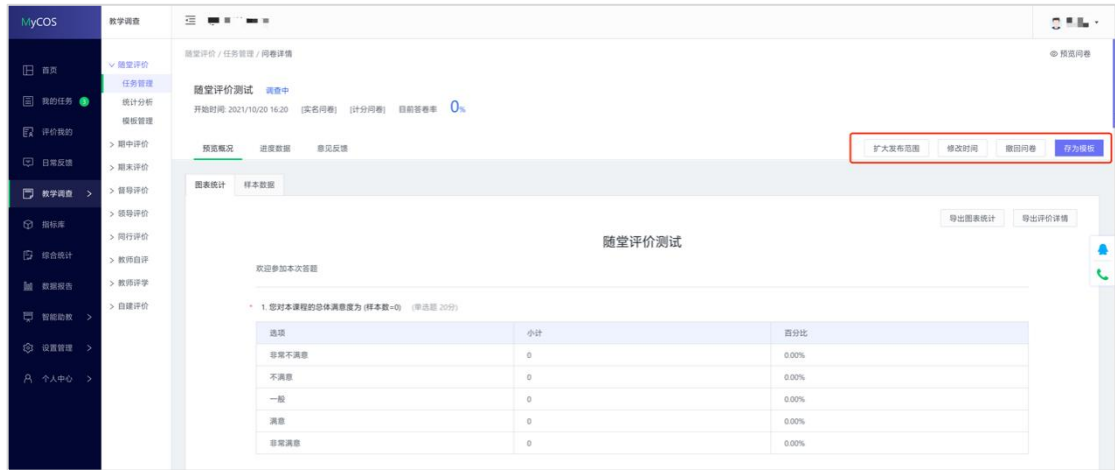 MyCOS
教学调查
首页
我的任务 3
评价我的
日常反馈
教学调查
指标库
综合统计
数据报告
智能助教
设置管理
个人中心
随堂评价
任务管理
统计分析
模板管理
期中评价
期末评价
督导评价
领导评价
同行评价
教师自评
教师评学
自建评价
随堂评价 / 任务管理 / 问卷详情
预览问卷
随堂评价测试 调查中
开始时间: 2021/10/20 16:20 [实名问卷] [计分问卷] 目前答卷率 0%
预览概况 进度数据 意见反馈
扩大发布范围 修改时间 撤回问卷 存为模板
图表统计 样本数据
导出图表统计 导出评价详情
随堂评价测试
欢迎参加本次答题
* 1. 您对本课程的总体满意度为 (样本数=0) (单选题 20分)
选项 小计 百分比
非常不满意 0 0.00%
不满意 0 0.00%
一般 0 0.00%
满意 0 0.00%
非常满意 0 0.00%